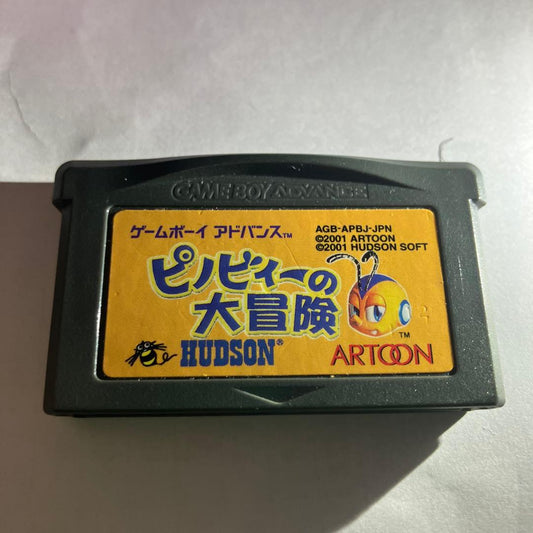 GAME BOY ADVANCE
ゲームボーイ アドバンス™
AGB-APBJ-JPN
©2001 ARTOON
©2001 HUDSON SOFT
ピノビィーの
大冒険
™
HUDSON®
ARTOON